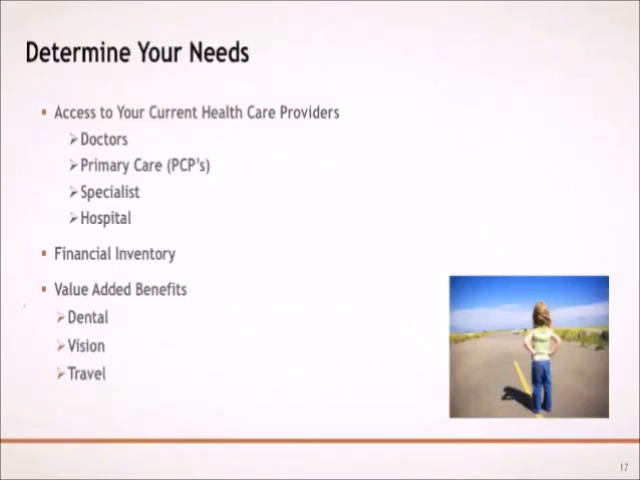 Determine Your Needs
▪ Access to Your Current Health Care Providers
➢Doctors
➢Primary Care (PCP's)
➢Specialist
➢Hospital
▪ Financial Inventory
▪ Value Added Benefits
➢Dental
➢Vision
➢Travel
17